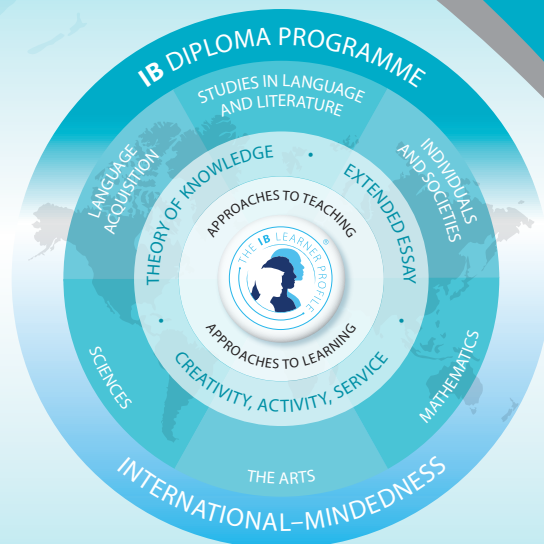 IB DIPLOMA PROGRAMME
STUDIES IN LANGUAGE
AND LITERATURE
LANGUAGE
ACQUISITION
INDIVIDUALS
AND SOCIETIES
THEORY OF KNOWLEDGE
•
EXTENDED ESSAY
APPROACHES TO TEACHING
THE IB LEARNER PROFILE
®
APPROACHES TO LEARNING
•
•
CREATIVITY, ACTIVITY, SERVICE
SCIENCES
MATHEMATICS
THE ARTS
INTERNATIONAL–MINDEDNESS